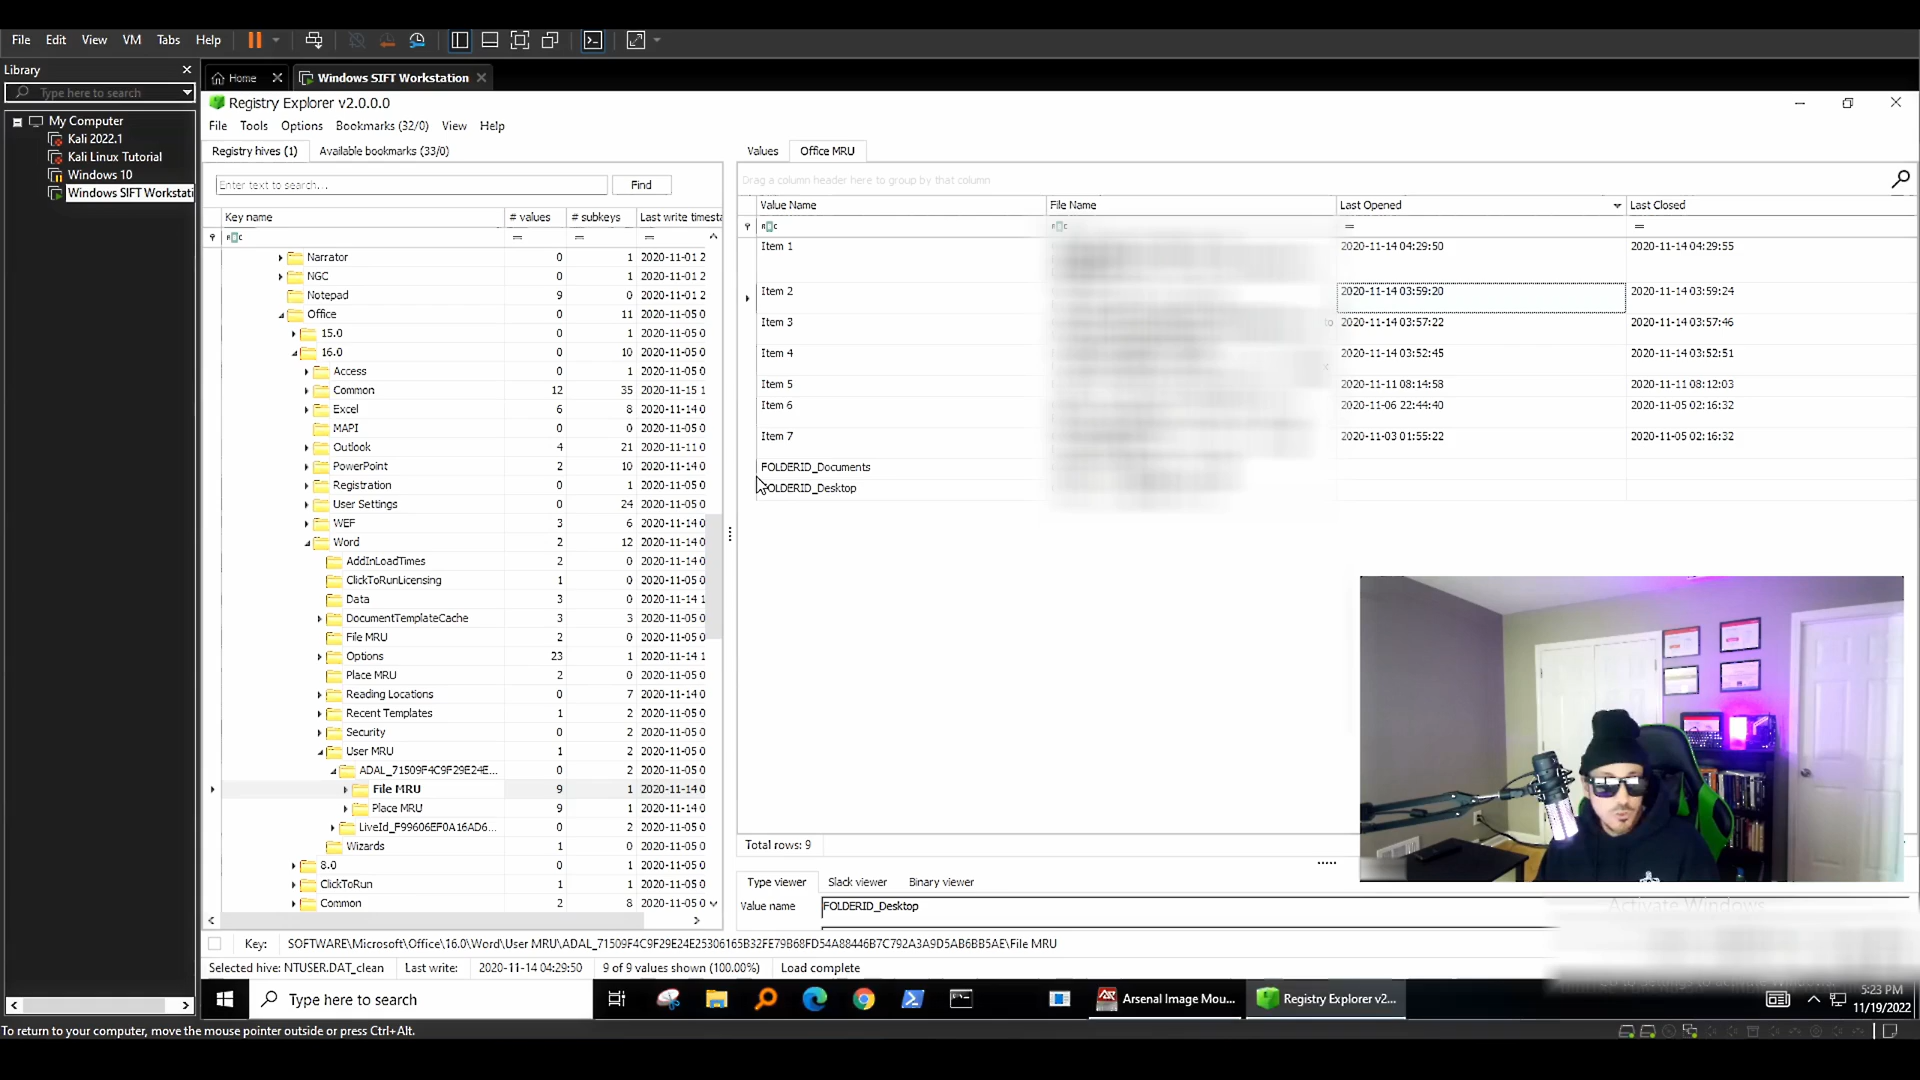 File Edit View VM Tabs Help
Library
Home Windows SIFT Workstation
Type here to search
My Computer
Kali 2022.1
Kali Linux Tutorial
Windows 10
Windows SIFT Workstati
Registry Explorer v2.0.0.0
File Tools Options Bookmarks (32/0) View Help
Registry hives (1) Available bookmarks (33/0)
Enter text to search... Find
Key name # values # subkeys Last write timesta
Narrator 0 1 2020-11-01 2
NGC 0 1 2020-11-01 2
Notepad 9 0 2020-11-01 2
Office 0 11 2020-11-05 0
15.0 0 1 2020-11-05 0
16.0 0 10 2020-11-05 0
Access 0 1 2020-11-05 0
Common 12 35 2020-11-15 1
Excel 6 8 2020-11-14 0
MAPI 0 0 2020-11-05 0
Outlook 4 21 2020-11-11 0
PowerPoint 2 10 2020-11-14 0
Registration 0 1 2020-11-05 0
User Settings 0 24 2020-11-05 0
WEF 3 6 2020-11-14 0
Word 2 12 2020-11-14 0
AddInLoadTimes 2 0 2020-11-14 0
ClickToRunLicensing 1 0 2020-11-05 0
Data 3 0 2020-11-14 1
DocumentTemplateCache 3 3 2020-11-05 0
File MRU 2 0 2020-11-05 0
Options 23 1 2020-11-14 1
Place MRU 2 0 2020-11-05 0
Reading Locations 0 7 2020-11-14 0
Recent Templates 1 2 2020-11-05 0
Security 0 2 2020-11-05 0
User MRU 1 2 2020-11-05 0
ADAL_71509F4C9F29E24E... 0 2 2020-11-05 0
File MRU 9 1 2020-11-14 0
Place MRU 9 1 2020-11-14 0
LiveId_F99606EF0A16AD6... 0 2 2020-11-05 0
Wizards 1 0 2020-11-05 0
8.0 0 1 2020-11-05 0
ClickToRun 1 1 2020-11-05 0
Common 2 8 2020-11-05 0
Values Office MRU
Drag a column header here to group by that column
Value Name File Name Last Opened Last Closed
Item 1 2020-11-14 04:29:50 2020-11-14 04:29:55
Item 2 2020-11-14 03:59:20 2020-11-14 03:59:24
Item 3 to 2020-11-14 03:57:22 2020-11-14 03:57:46
Item 4 2020-11-14 03:52:45 2020-11-14 03:52:51
Item 5 2020-11-11 08:14:58 2020-11-11 08:12:03
Item 6 2020-11-06 22:44:40 2020-11-05 02:16:32
Item 7 2020-11-03 01:55:22 2020-11-05 02:16:32
FOLDERID_Documents
FOLDERID_Desktop
Total rows: 9
Type viewer Slack viewer Binary viewer
Value name FOLDERID_Desktop
Activate Windows
Key: SOFTWARE\Microsoft\Office\16.0\Word\User MRU\ADAL_71509F4C9F29E24E25306165B32FE79B68FD54A88446B7C792A3A9D5AB6BB5AE\File MRU
Selected hive: NTUSER.DAT_clean Last write: 2020-11-14 04:29:50 9 of 9 values shown (100.00%) Load complete
Type here to search Arsenal Image Mou... Registry Explorer v2... 5:23 PM
11/19/2022
To return to your computer, move the mouse pointer outside or press Ctrl+Alt.